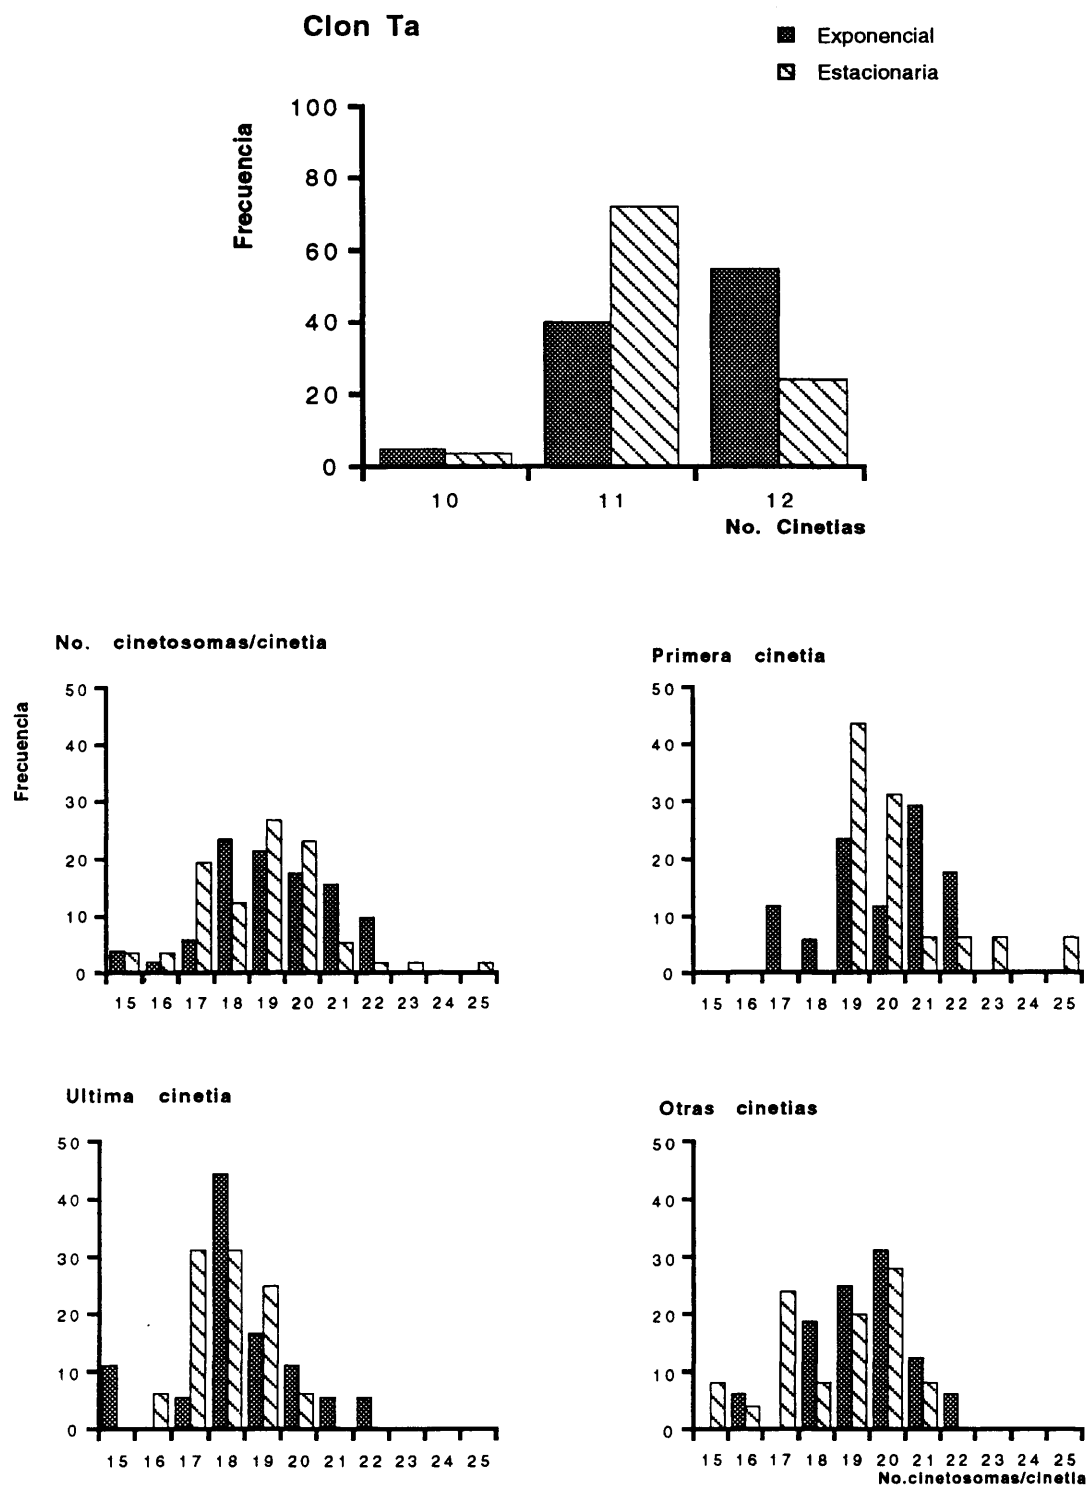 Clon Ta
Exponencial
Estacionaria
Frecuencia
100
80
60
40
20
0
10 11 12
No. Cinetias
No. cinetosomas/cinetia
Frecuencia
50
40
30
20
10
0
15 16 17 18 19 20 21 22 23 24 25
Primera cinetia
50
40
30
20
10
0
15 16 17 18 19 20 21 22 23 24 25
Ultima cinetia
50
40
30
20
10
0
15 16 17 18 19 20 21 22 23 24 25
Otras cinetias
50
40
30
20
10
0
15 16 17 18 19 20 21 22 23 24 25
No.cinetosomas/cinetia